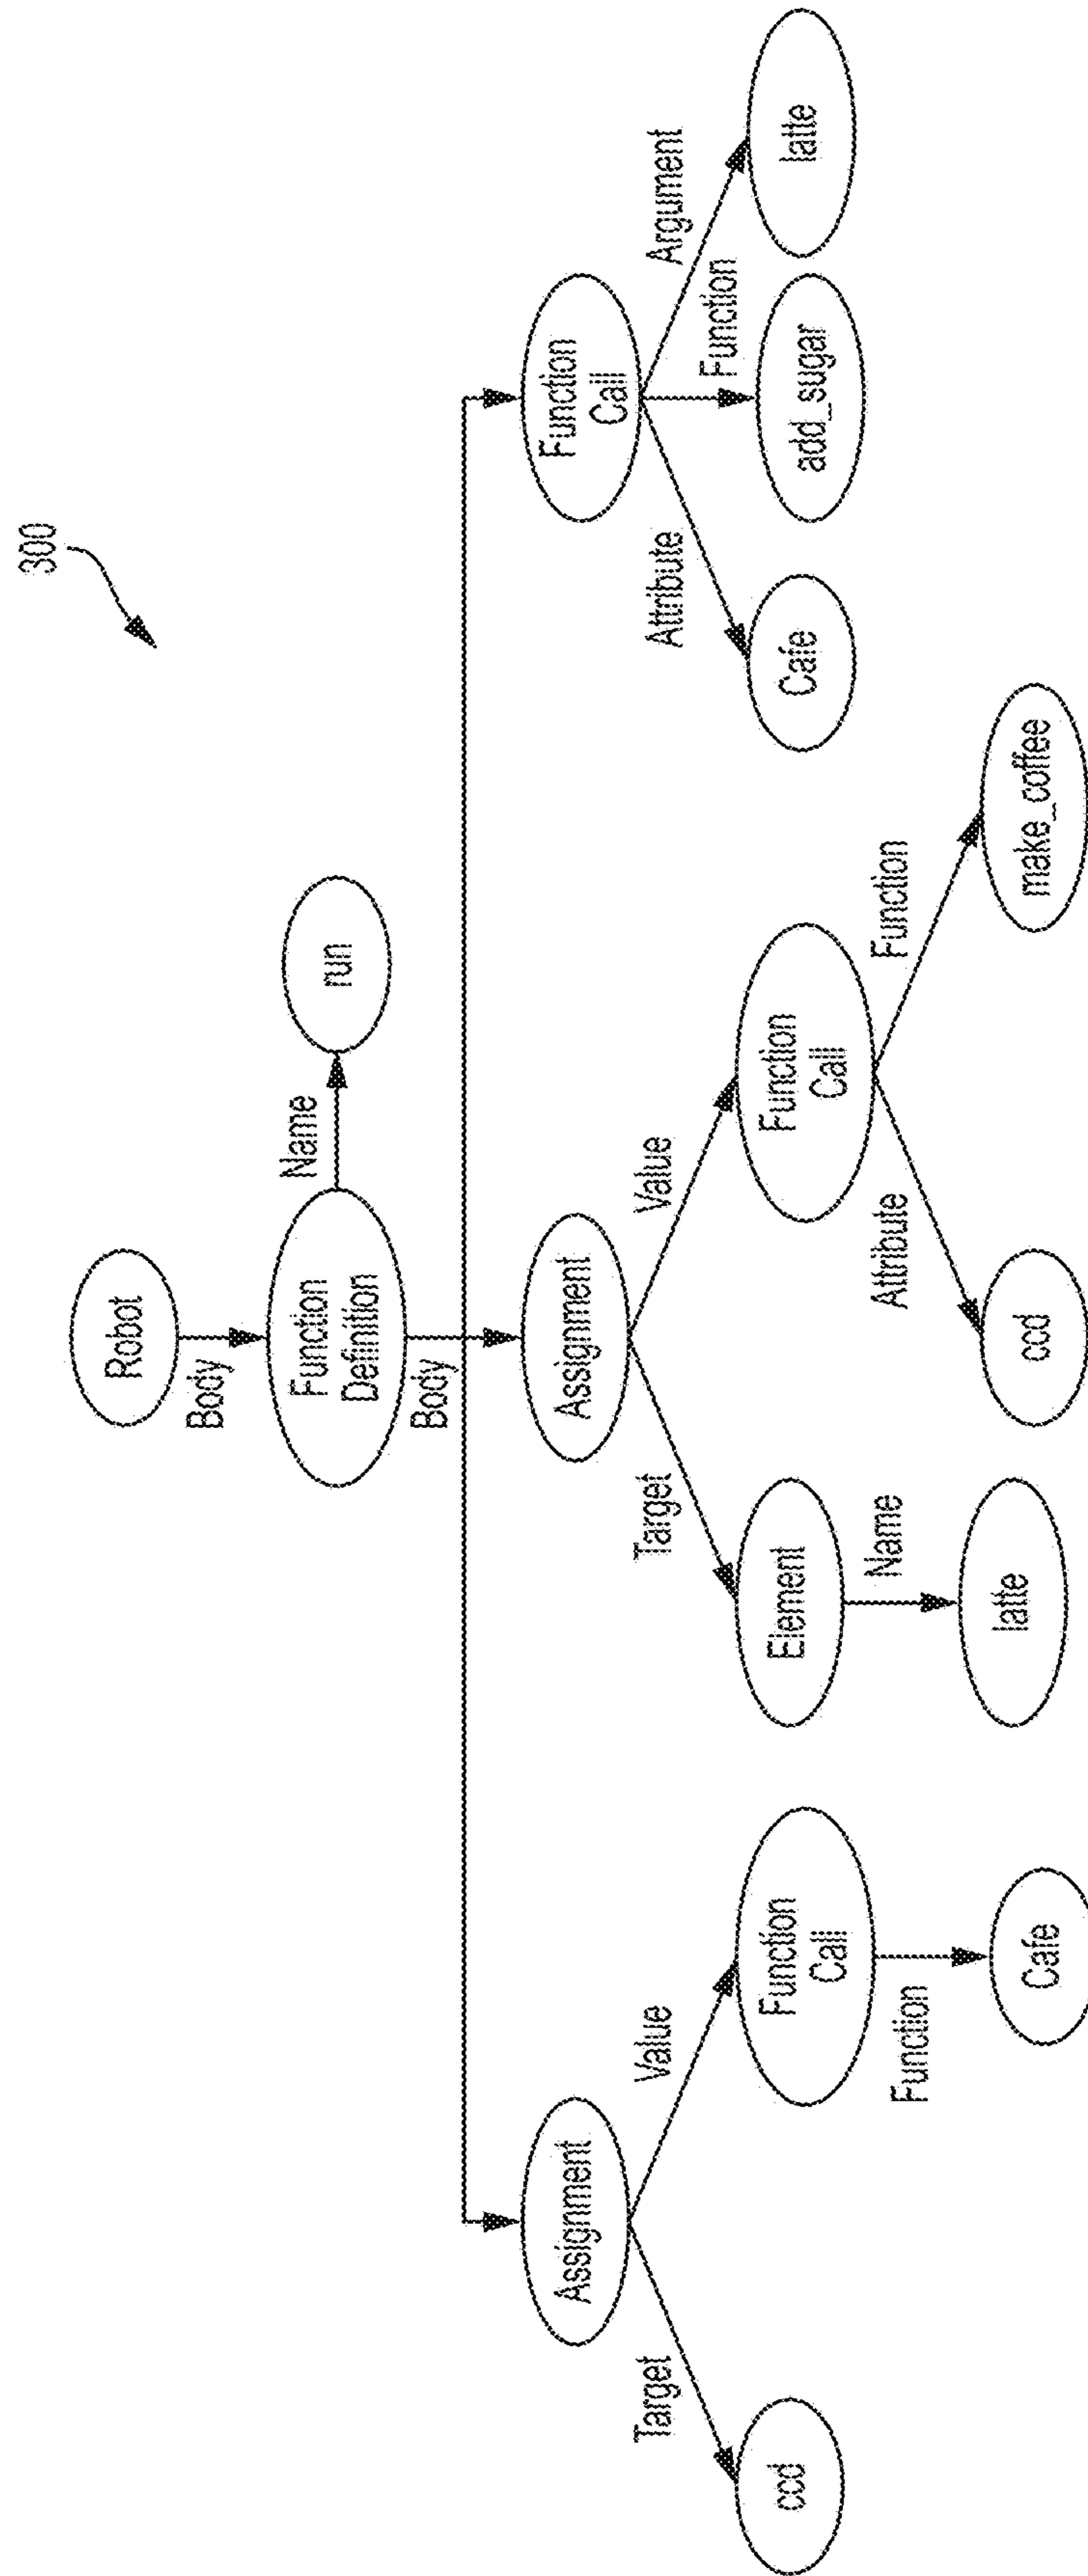 300
Robot
Body
Function
Definition
Name
run
Body
Assignment
Assignment
Function
Call
Target
Value
Target
Value
Attribute
Function
Argument
ccd
Function
Call
Element
Function
Call
Cafe
add_sugar
latte
Function
Name
Attribute
Function
Cafe
latte
ccd
make_coffee